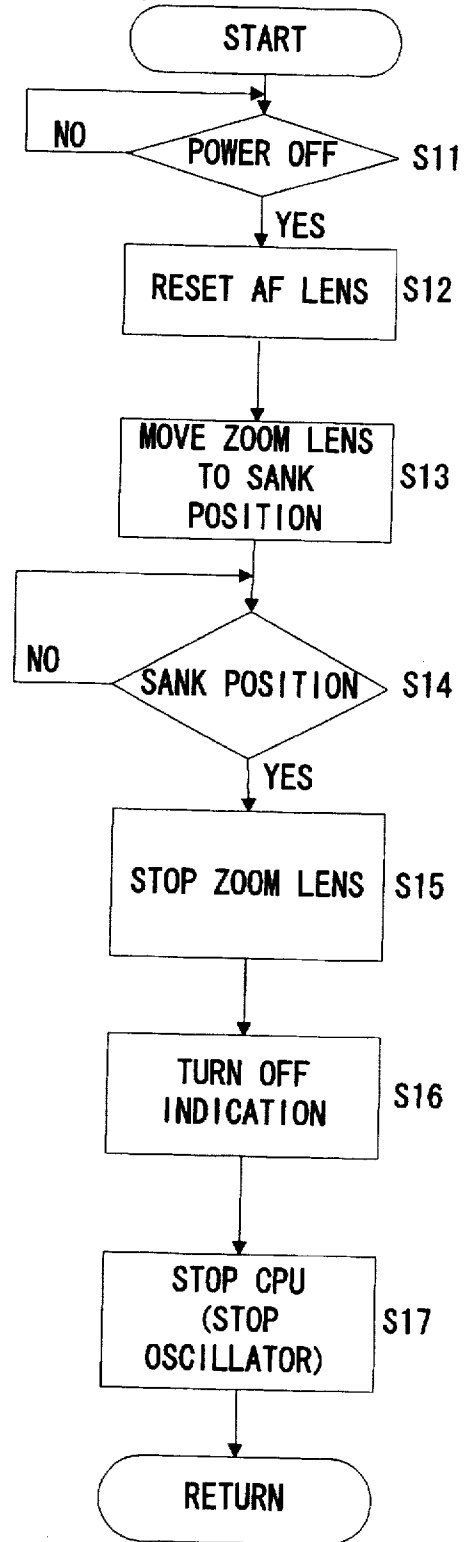 START
NO
POWER OFF S11
YES
RESET AF LENS S12
MOVE ZOOM LENS
TO SANK S13
POSITION
NO
SANK POSITION S14
YES
STOP ZOOM LENS S15
TURN OFF
INDICATION S16
STOP CPU
(STOP S17
OSCILLATOR)
RETURN